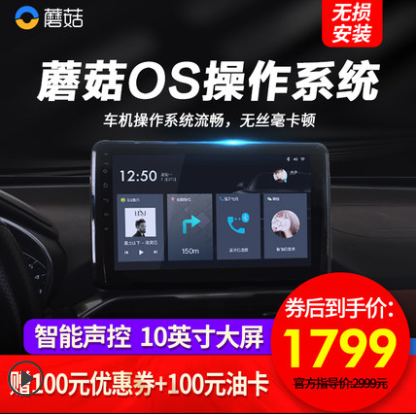 蘑菇
无损
安装
蘑菇OS操作系统
车机操作系统流畅，无丝毫卡顿
12:50
150m
智能声控 10英寸大屏
券后到手价：
1799
官方指导价:2999元
赠100元优惠券+100元油卡